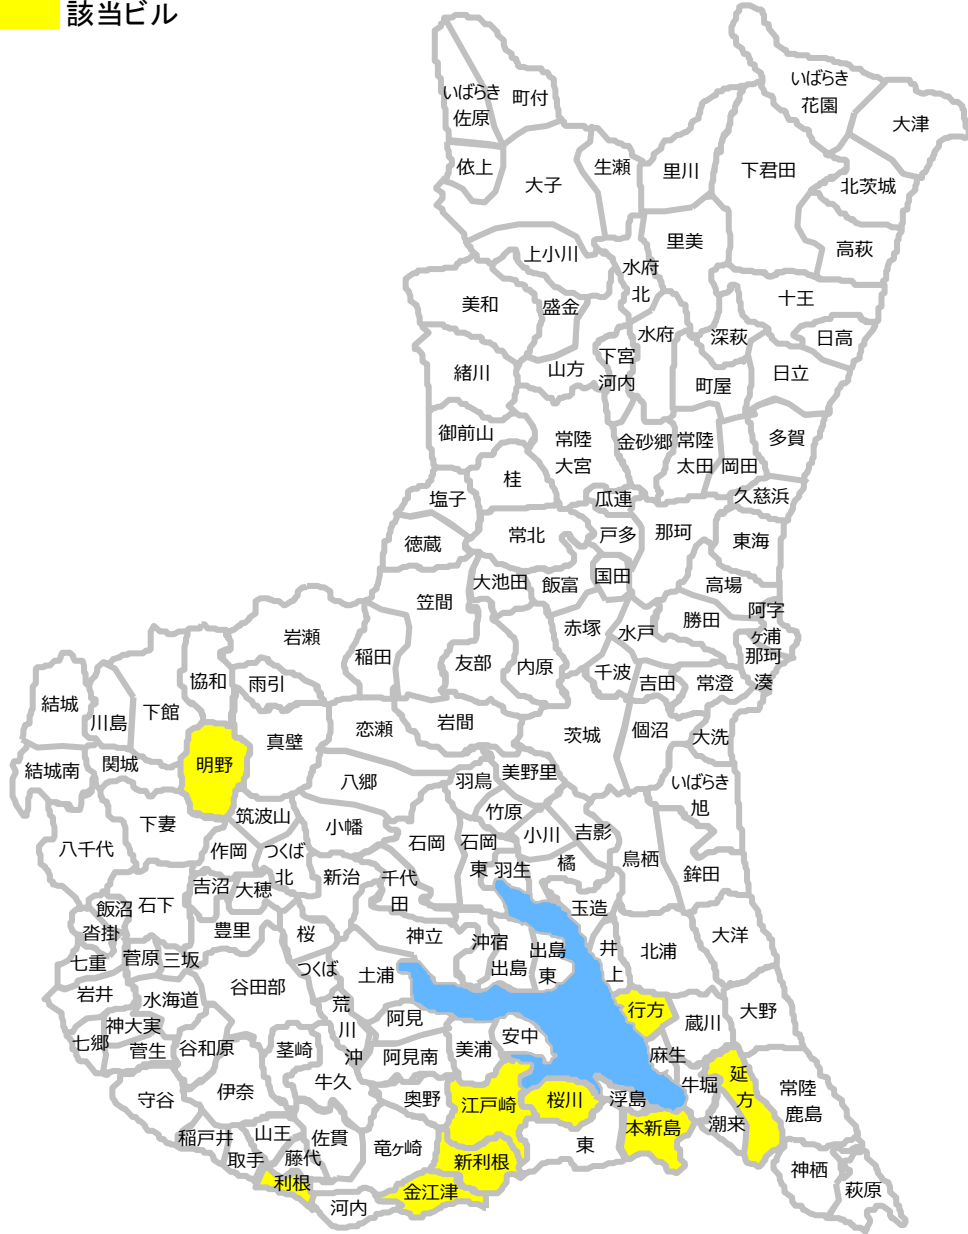 該当ビル
いばらき
佐原
町付
いばらき
花園
大津
依上
大子
生瀬
里川
下君田
北茨城
里美
高萩
上小川
水府
北
美和
盛金
水府
十王
深萩
日高
緒川
山方
下宮
河内
町屋
日立
御前山
常陸
大宮
金砂郷
常陸
太田
岡田
多賀
塩子
桂
瓜連
久慈浜
徳蔵
常北
戸多
那珂
東海
大池田
飯富
国田
高場
笠間
赤塚
水戸
勝田
阿字
ヶ浦
那珂
湊
岩瀬
稲田
友部
内原
千波
吉田
常澄
協和
雨引
結城
川島
下館
真壁
恋瀬
岩間
茨城
個沼
大洗
結城南
関城
明野
八郷
羽鳥
美野里
いばらき
旭
下妻
筑波山
小幡
石岡
石岡
東
竹原
小川
吉影
八千代
作岡
つくば
北
羽生
橘
鳥栖
鉾田
飯沼
石下
吉沼
大穂
新治
千代
田
玉造
沓掛
豊里
桜
神立
沖宿
出島
出島
東
井
上
北浦
大洋
七重
菅原
三坂
つくば
土浦
岩井
水海道
谷田部
荒
川
沖
阿見
行方
蔵川
大野
神大実
七郷
菅生
谷和原
茎崎
阿見南
美浦
安中
麻生
守谷
伊奈
牛久
奥野
江戸崎
桜川
浮島
牛堀
延
方
常陸
鹿島
稲戸井
山王
佐貫
竜ヶ崎
東
本新島
潮来
取手
藤代
新利根
神栖
利根
金江津
萩原
河内